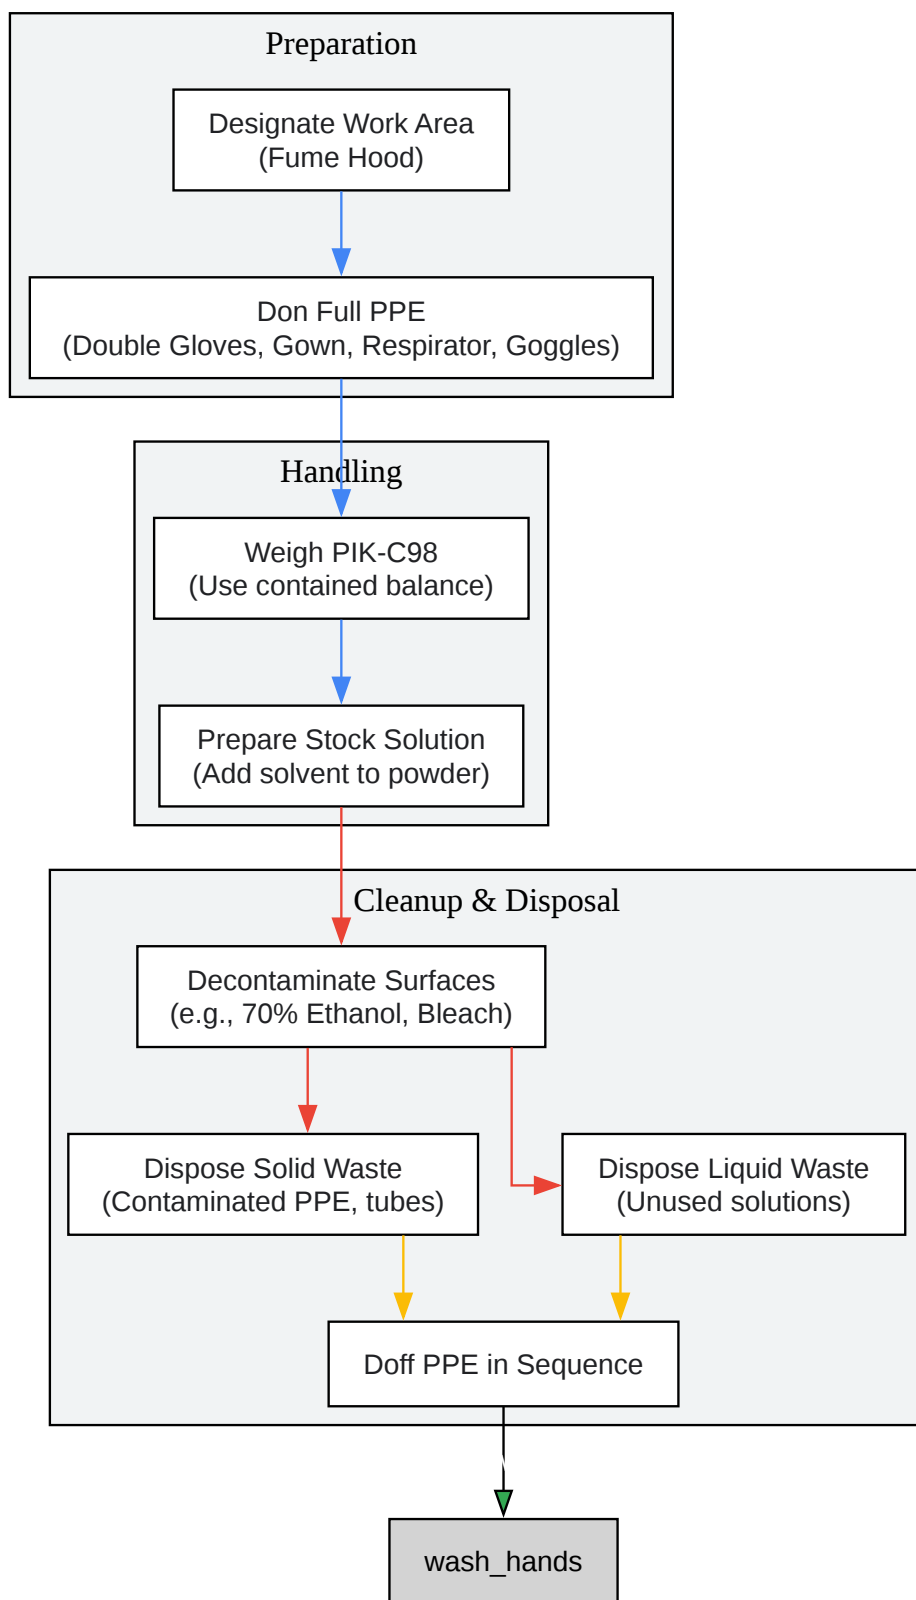 Preparation
Designate Work Area
(Fume Hood)
Don Full PPE
(Double Gloves, Gown, Respirator, Goggles)
Handling
Weigh PIK-C98
(Use contained balance)
Prepare Stock Solution
(Add solvent to powder)
Cleanup & Disposal
Decontaminate Surfaces
(e.g., 70% Ethanol, Bleach)
Dispose Solid Waste
(Contaminated PPE, tubes)
Dispose Liquid Waste
(Unused solutions)
Doff PPE in Sequence
wash_hands